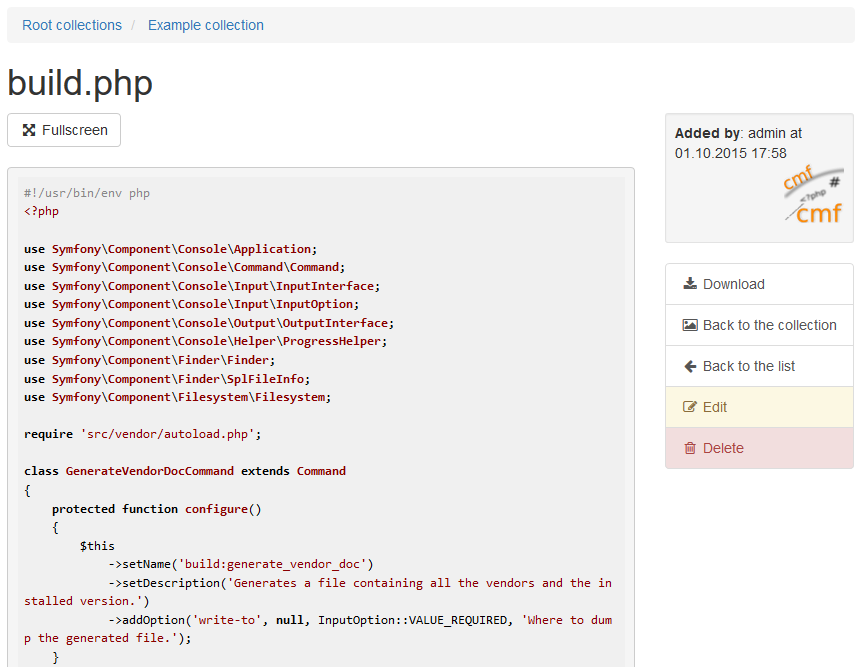 Root collections / Example collection
build.php
Fullscreen
#!/usr/bin/env php
<?php
use Symfony\Component\Console\Application;
use Symfony\Component\Console\Command\Command;
use Symfony\Component\Console\Input\InputInterface;
use Symfony\Component\Console\Input\InputOption;
use Symfony\Component\Console\Output\OutputInterface;
use Symfony\Component\Console\Helper\ProgressHelper;
use Symfony\Component\Finder\Finder;
use Symfony\Component\Finder\SplFileInfo;
use Symfony\Component\Filesystem\Filesystem;
require 'src/vendor/autoload.php';
class GenerateVendorDocCommand extends Command
{
    protected function configure()
    {
        $this
            ->setName('build:generate_vendor_doc')
            ->setDescription('Generates a file containing all the vendors and the in
stalled version.')
            ->addOption('write-to', null, InputOption::VALUE_REQUIRED, 'Where to dum
p the generated file.');
    }
Added by: admin at
01.10.2015 17:58
cmf
#
<?php
cmf
Download
Back to the collection
Back to the list
Edit
Delete